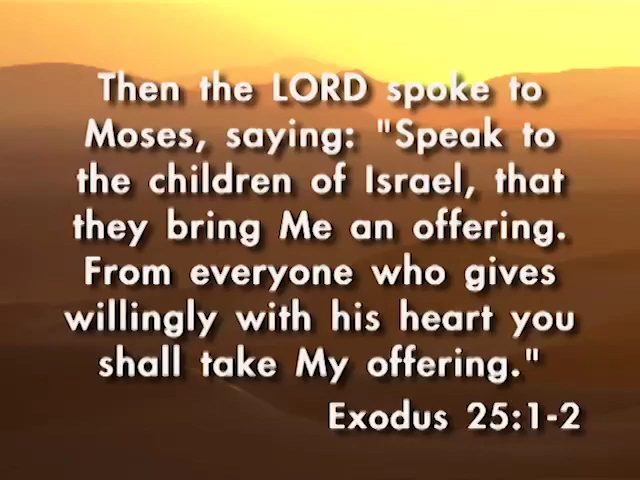 Then the LORD spoke to
Moses, saying: "Speak to
the children of Israel, that
they bring Me an offering.
From everyone who gives
willingly with his heart you
shall take My offering."
Exodus 25:1-2